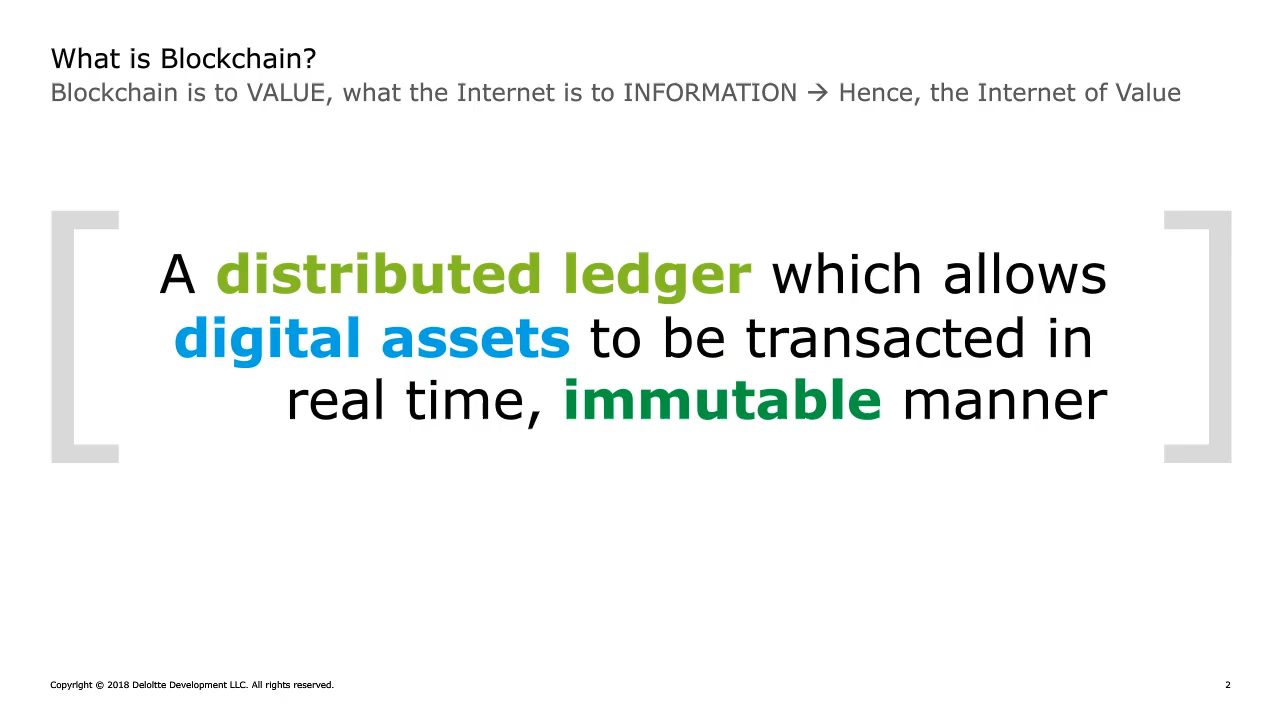 What is Blockchain?
Blockchain is to VALUE, what the Internet is to INFORMATION → Hence, the Internet of Value
A distributed ledger which allows
digital assets to be transacted in
real time, immutable manner
Copyright © 2018 Deloitte Development LLC. All rights reserved.
2